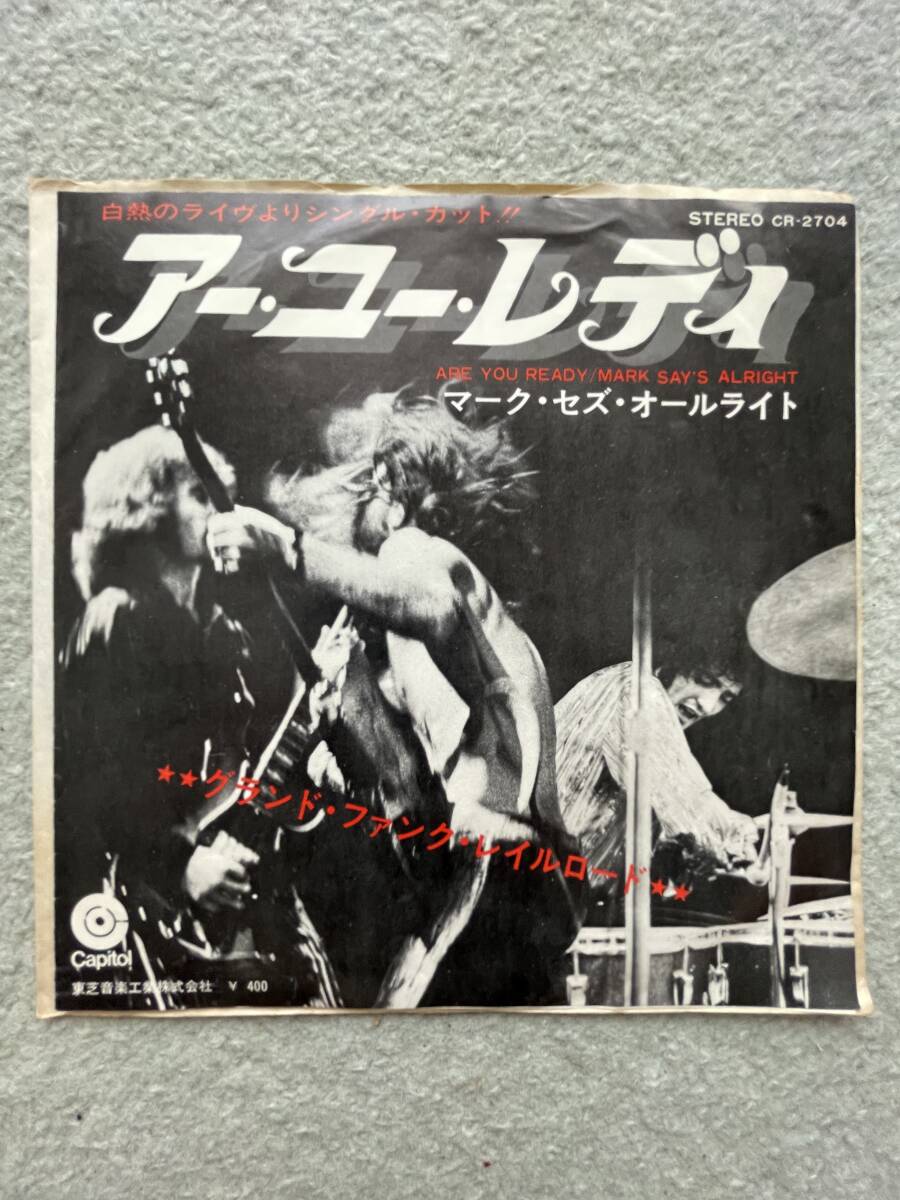 白熱のライヴよりシングル・カット!!
STEREO CR-2704
アー・ユー・レディ
ARE YOU READY/MARK SAY'S ALRIGHT
マーク・セズ・オールライト
★★グランド・ファンク・レイルロード★★
Capitol
東芝音楽工業株式会社 ¥ 400